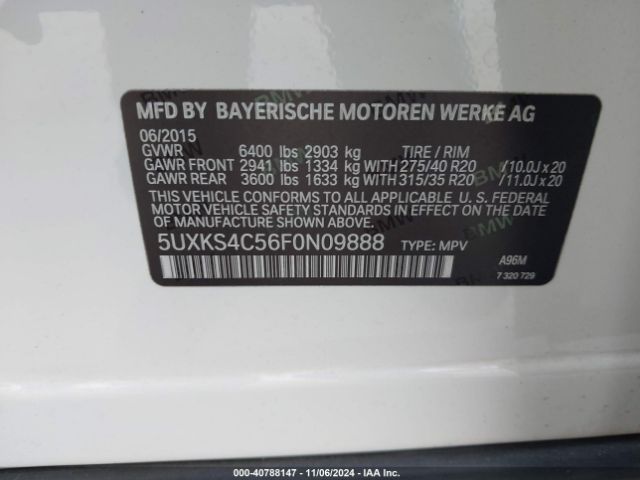 MFD BY BAYERISCHE MOTOREN WERKE AG
06/2015
GVWR 6400 lbs 2903 kg TIRE / RIM
GAWR FRONT 2941 lbs 1334 kg WITH 275/40 R20 /10.0J x 20
GAWR REAR 3600 lbs 1633 kg WITH 315/35 R20 /11.0J x 20
THIS VEHICLE CONFORMS TO ALL APPLICABLE U.S. FEDERAL
MOTOR VEHICLE SAFETY STANDARDS IN EFFECT ON THE DATE
OF MANUFACTURE SHOWN ABOVE.
5UXKS4C56F0N09888 TYPE: MPV
A96M
7 320 729
000-40788147 - 11/06/2024 - IAA, Inc.